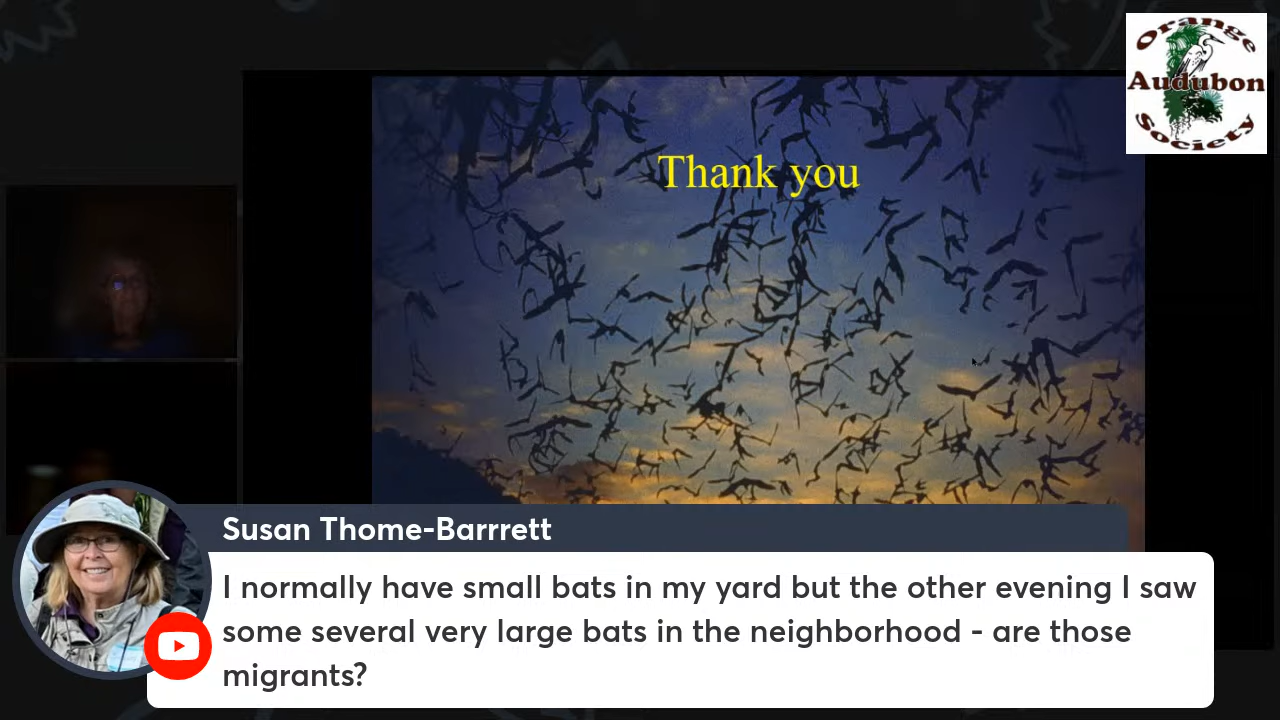 Orange
Audubon
Society
Thank you
Susan Thome-Barrrett
I normally have small bats in my yard but the other evening I saw
some several very large bats in the neighborhood - are those
migrants?